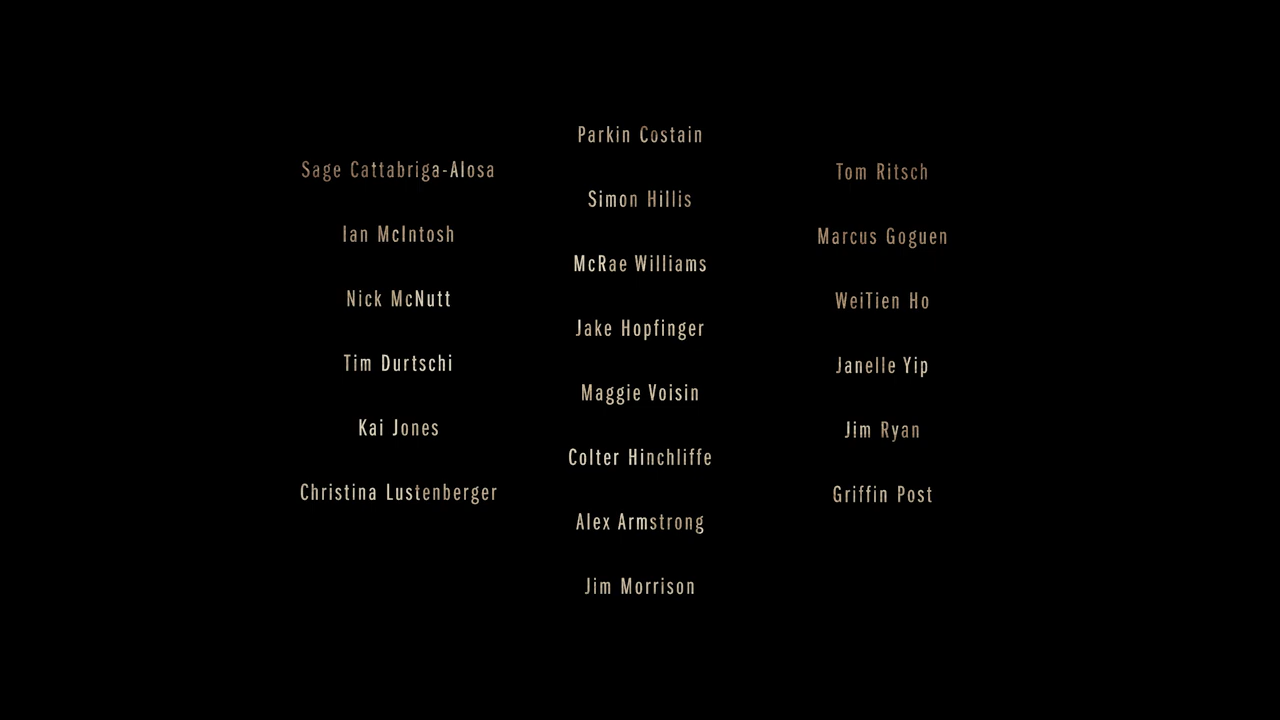 Sage Cattabriga-Alosa
Ian McIntosh
Nick McNutt
Tim Durtschi
Kai Jones
Christina Lustenberger
Parkin Costain
Simon Hillis
McRae Williams
Jake Hopfinger
Maggie Voisin
Colter Hinchliffe
Alex Armstrong
Jim Morrison
Tom Ritsch
Marcus Goguen
WeiTien Ho
Janelle Yip
Jim Ryan
Griffin Post